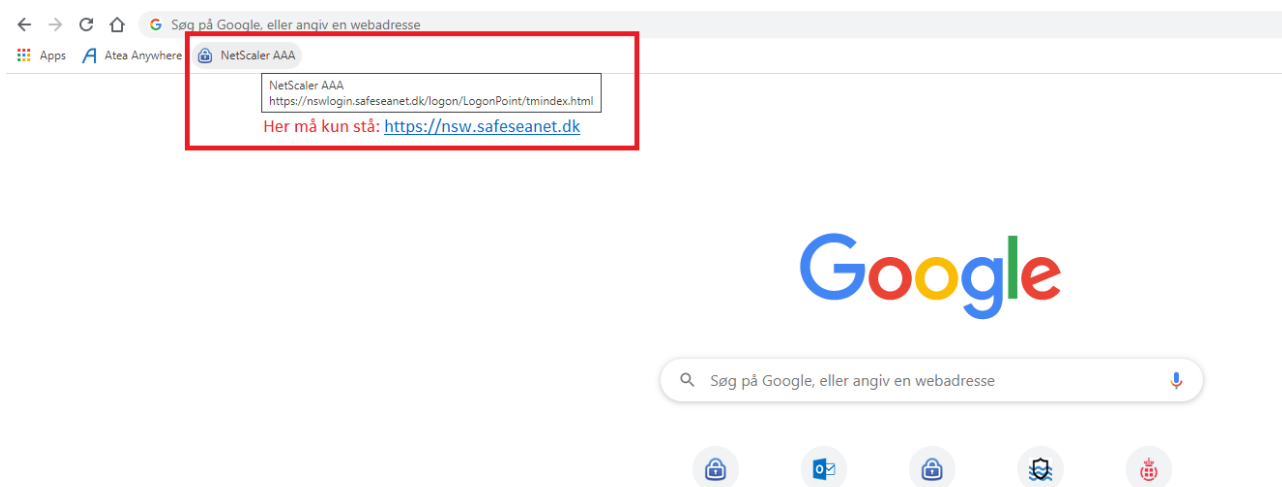 Søg på Google, eller angiv en webadresse
Apps Atea Anywhere NetScaler AAA
NetScaler AAA
https://nswlogin.safeseanet.dk/logon/LogonPoint/tmindex.html
Her må kun stå: https://nsw.safeseanet.dk
Google
Søg på Google, eller angiv en webadresse